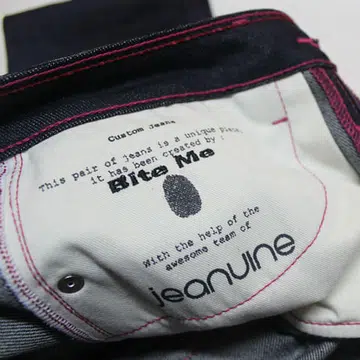 Custom Jeans
This pair of jeans is a unique piece,
it has been created by :
Bite Me
With the help of the
awesome team of
jeanuine